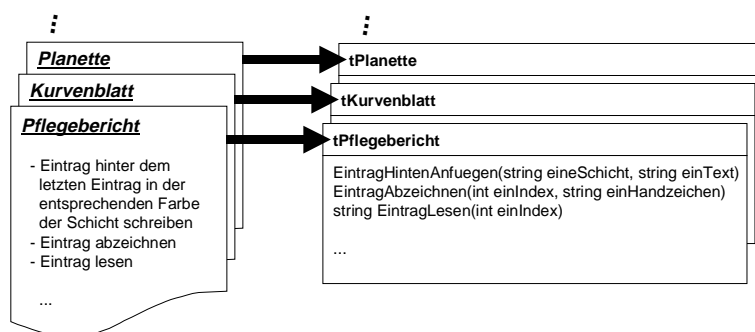 Planette
Kurvenblatt
Pflegebericht
- Eintrag hinter dem
letzten Eintrag in der
entsprechenden Farbe
der Schicht schreiben
- Eintrag abzeichnen
- Eintrag lesen
...
tPlanette
tKurvenblatt
tPflegebericht
EintragHintenAnfuegen(string eineSchicht, string einText)
EintragAbzeichnen(int einIndex, string einHandzeichen)
string EintragLesen(int einIndex)
...